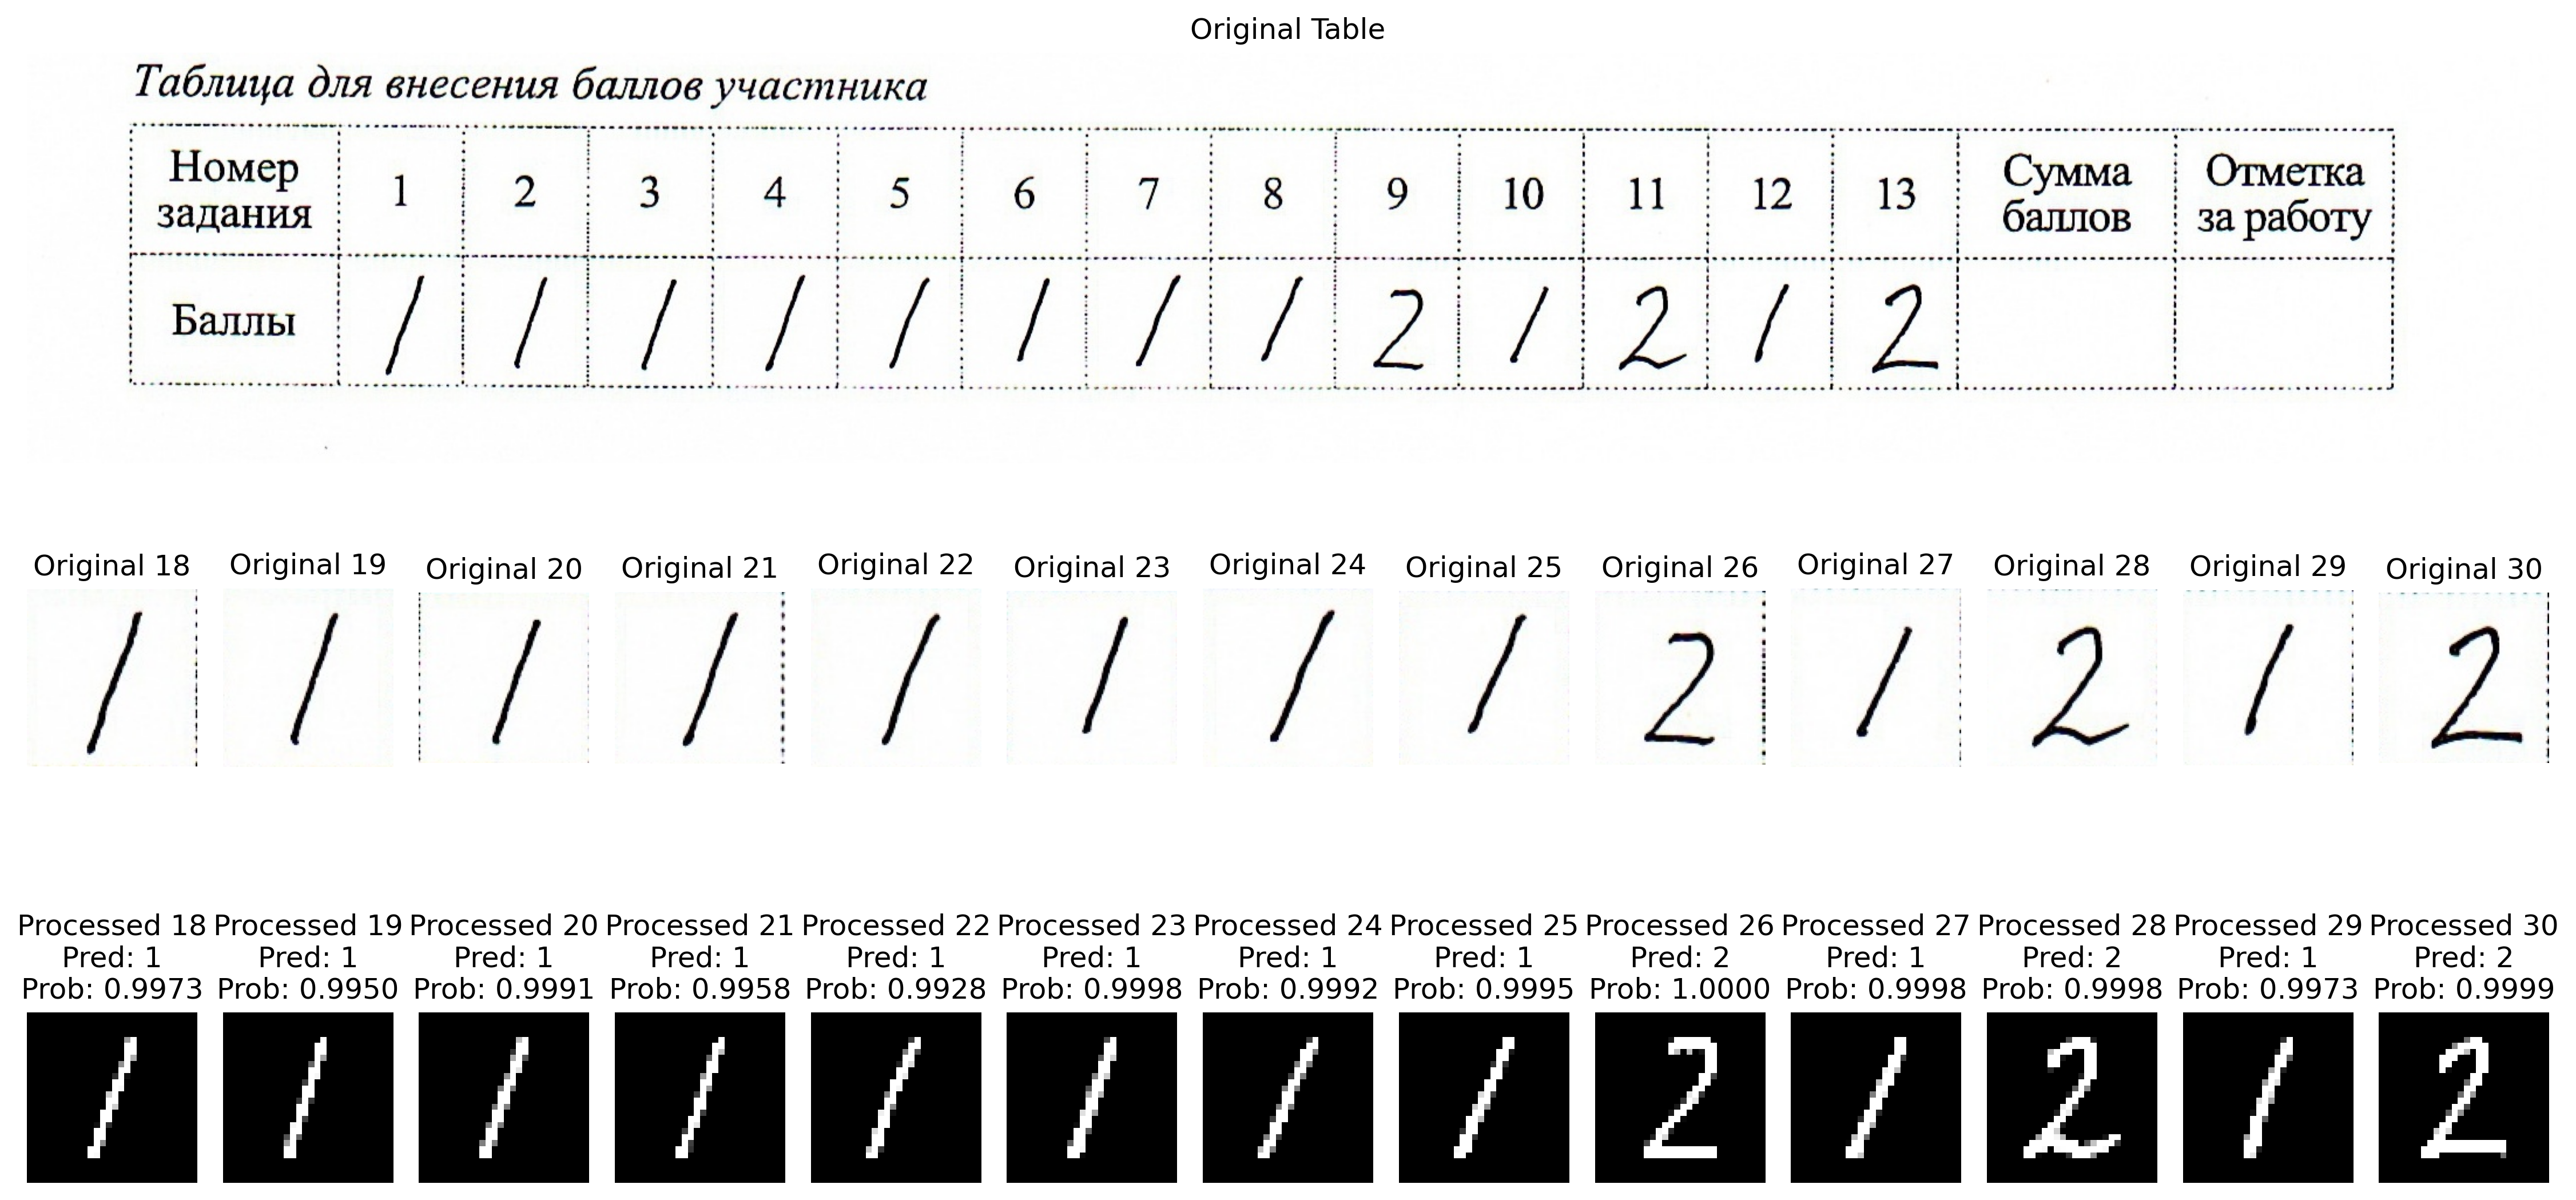 Original Table
Таблица для внесения баллов участника
Номер задания 1 2 3 4 5 6 7 8 9 10 11 12 13 Сумма баллов Отметка за работу
Баллы 1 1 1 1 1 1 1 1 2 1 2 1 2
Original 18 Original 19 Original 20 Original 21 Original 22 Original 23 Original 24 Original 25 Original 26 Original 27 Original 28 Original 29 Original 30
1 1 1 1 1 1 1 1 2 1 2 1 2
Processed 18 Processed 19 Processed 20 Processed 21 Processed 22 Processed 23 Processed 24 Processed 25 Processed 26 Processed 27 Processed 28 Processed 29 Processed 30
Pred: 1 Pred: 1 Pred: 1 Pred: 1 Pred: 1 Pred: 1 Pred: 1 Pred: 1 Pred: 2 Pred: 1 Pred: 2 Pred: 1 Pred: 2
Prob: 0.9973 Prob: 0.9950 Prob: 0.9991 Prob: 0.9958 Prob: 0.9928 Prob: 0.9998 Prob: 0.9992 Prob: 0.9995 Prob: 1.0000 Prob: 0.9998 Prob: 0.9998 Prob: 0.9973 Prob: 0.9999
1 1 1 1 1 1 1 1 2 1 2 1 2